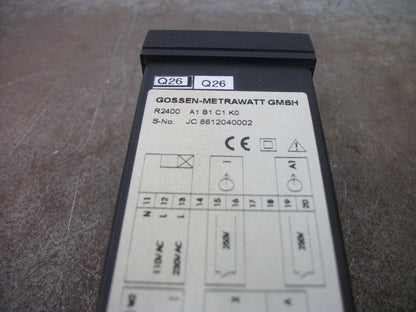 Q26 Q26
GOSSEN-METRAWATT GMBH
R2400 A1 B1 C1 K0
S-No. JC 8612040002
CE
I A1
N L L
11 12 13 14 15 16 17 18 19 20
110V AC 230V AC 250V 250V